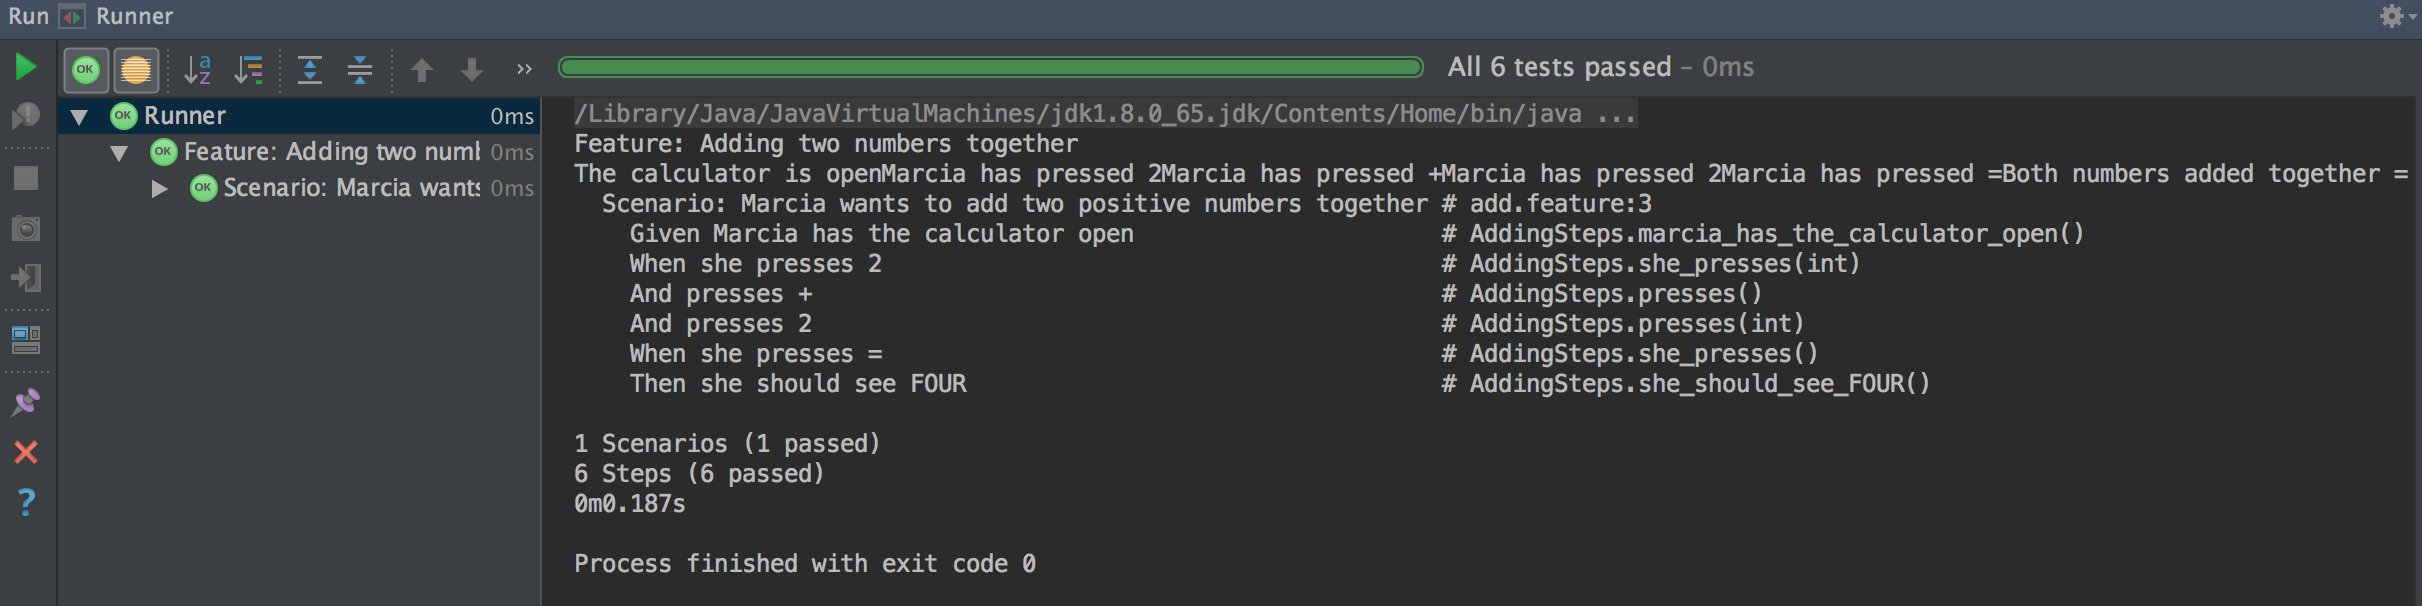 Run Runner
All 6 tests passed – 0ms
OK Runner 0ms
OK Feature: Adding two numb 0ms
OK Scenario: Marcia wants 0ms
/Library/Java/JavaVirtualMachines/jdk1.8.0_65.jdk/Contents/Home/bin/java ...
Feature: Adding two numbers together
The calculator is openMarcia has pressed 2Marcia has pressed +Marcia has pressed 2Marcia has pressed =Both numbers added together =
Scenario: Marcia wants to add two positive numbers together # add.feature:3
Given Marcia has the calculator open # AddingSteps.marcia_has_the_calculator_open()
When she presses 2 # AddingSteps.she_presses(int)
And presses + # AddingSteps.presses()
And presses 2 # AddingSteps.presses(int)
When she presses = # AddingSteps.she_presses()
Then she should see FOUR # AddingSteps.she_should_see_FOUR()
1 Scenarios (1 passed)
6 Steps (6 passed)
0m0.187s
Process finished with exit code 0